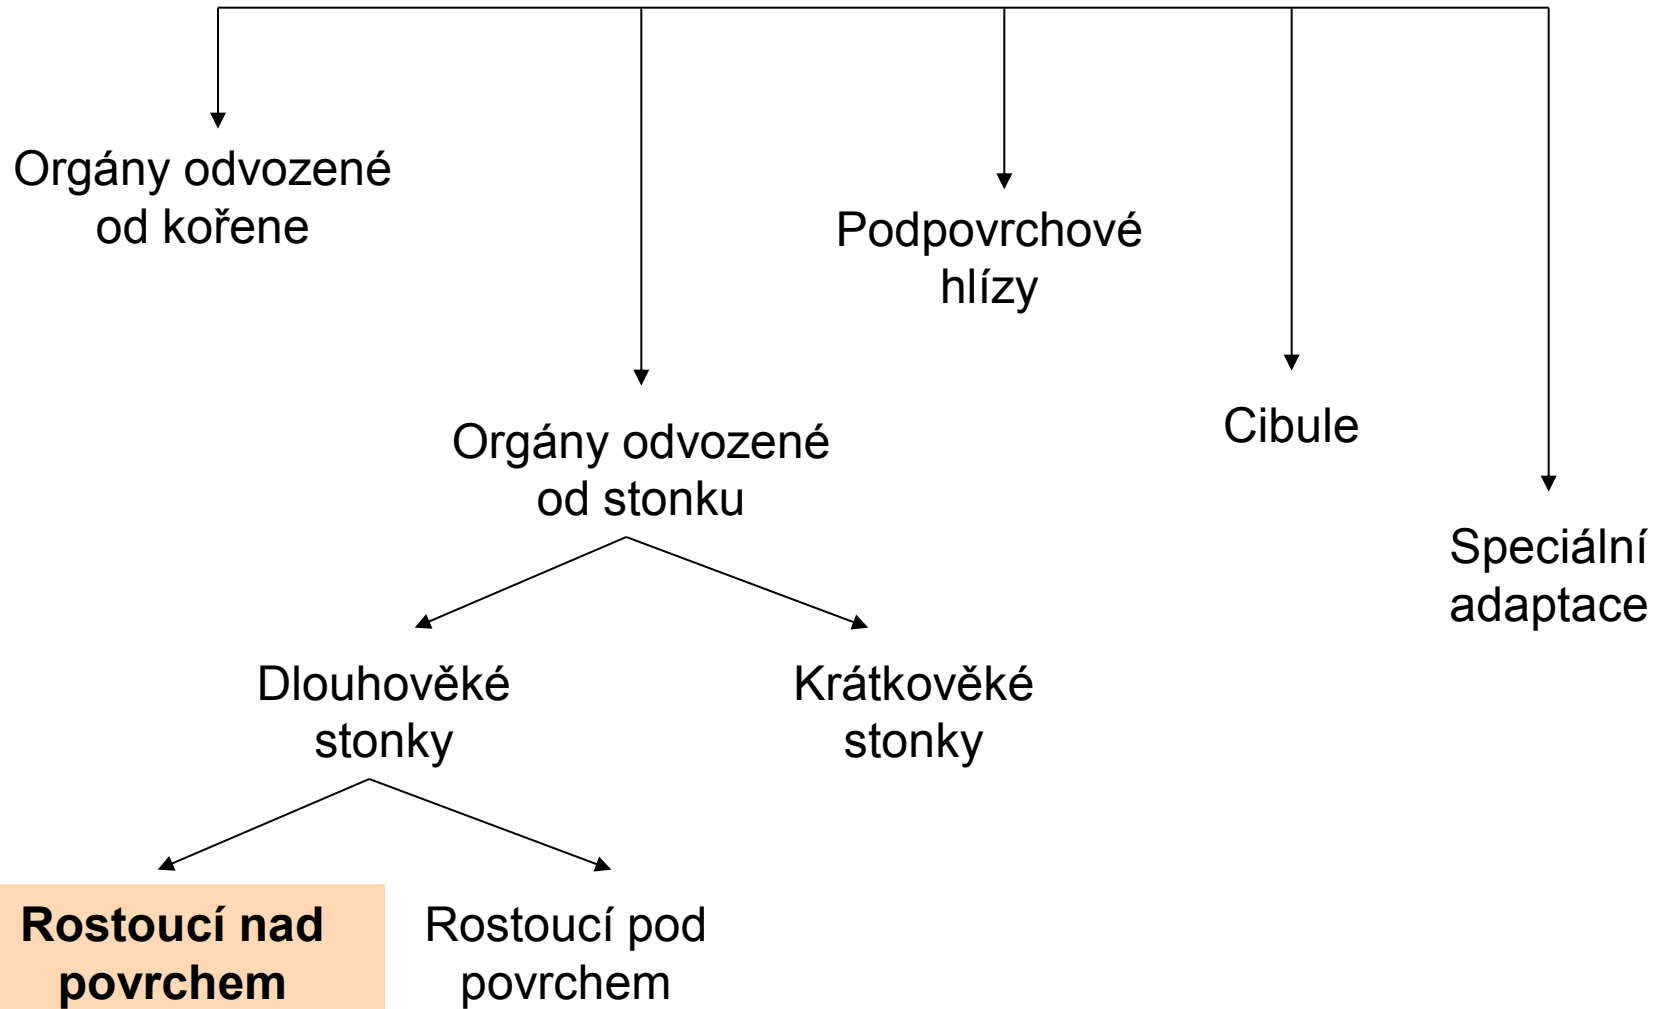 Orgány odvozené
od kořene
Podpovrchové
hlízy
Cibule
Orgány odvozené
od stonku
Speciální
adaptace
Dlouhověké
stonky
Krátkověké
stonky
Rostoucí nad
povrchem
Rostoucí pod
povrchem